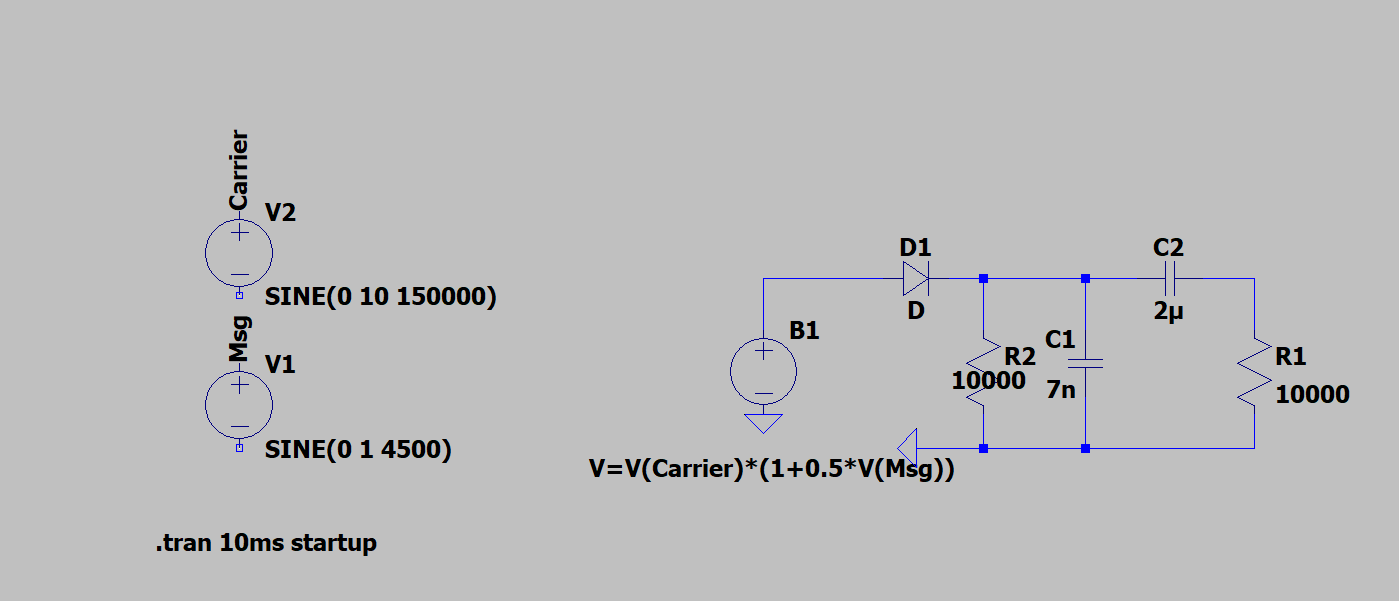 Carrier
V2
SINE(0 10 150000)
Msg
V1
SINE(0 1 4500)
.tran 10ms startup
B1
V=V(Carrier)*(1+0.5*V(Msg))
D1
D
R2
10000
C1
7n
C2
2µ
R1
10000